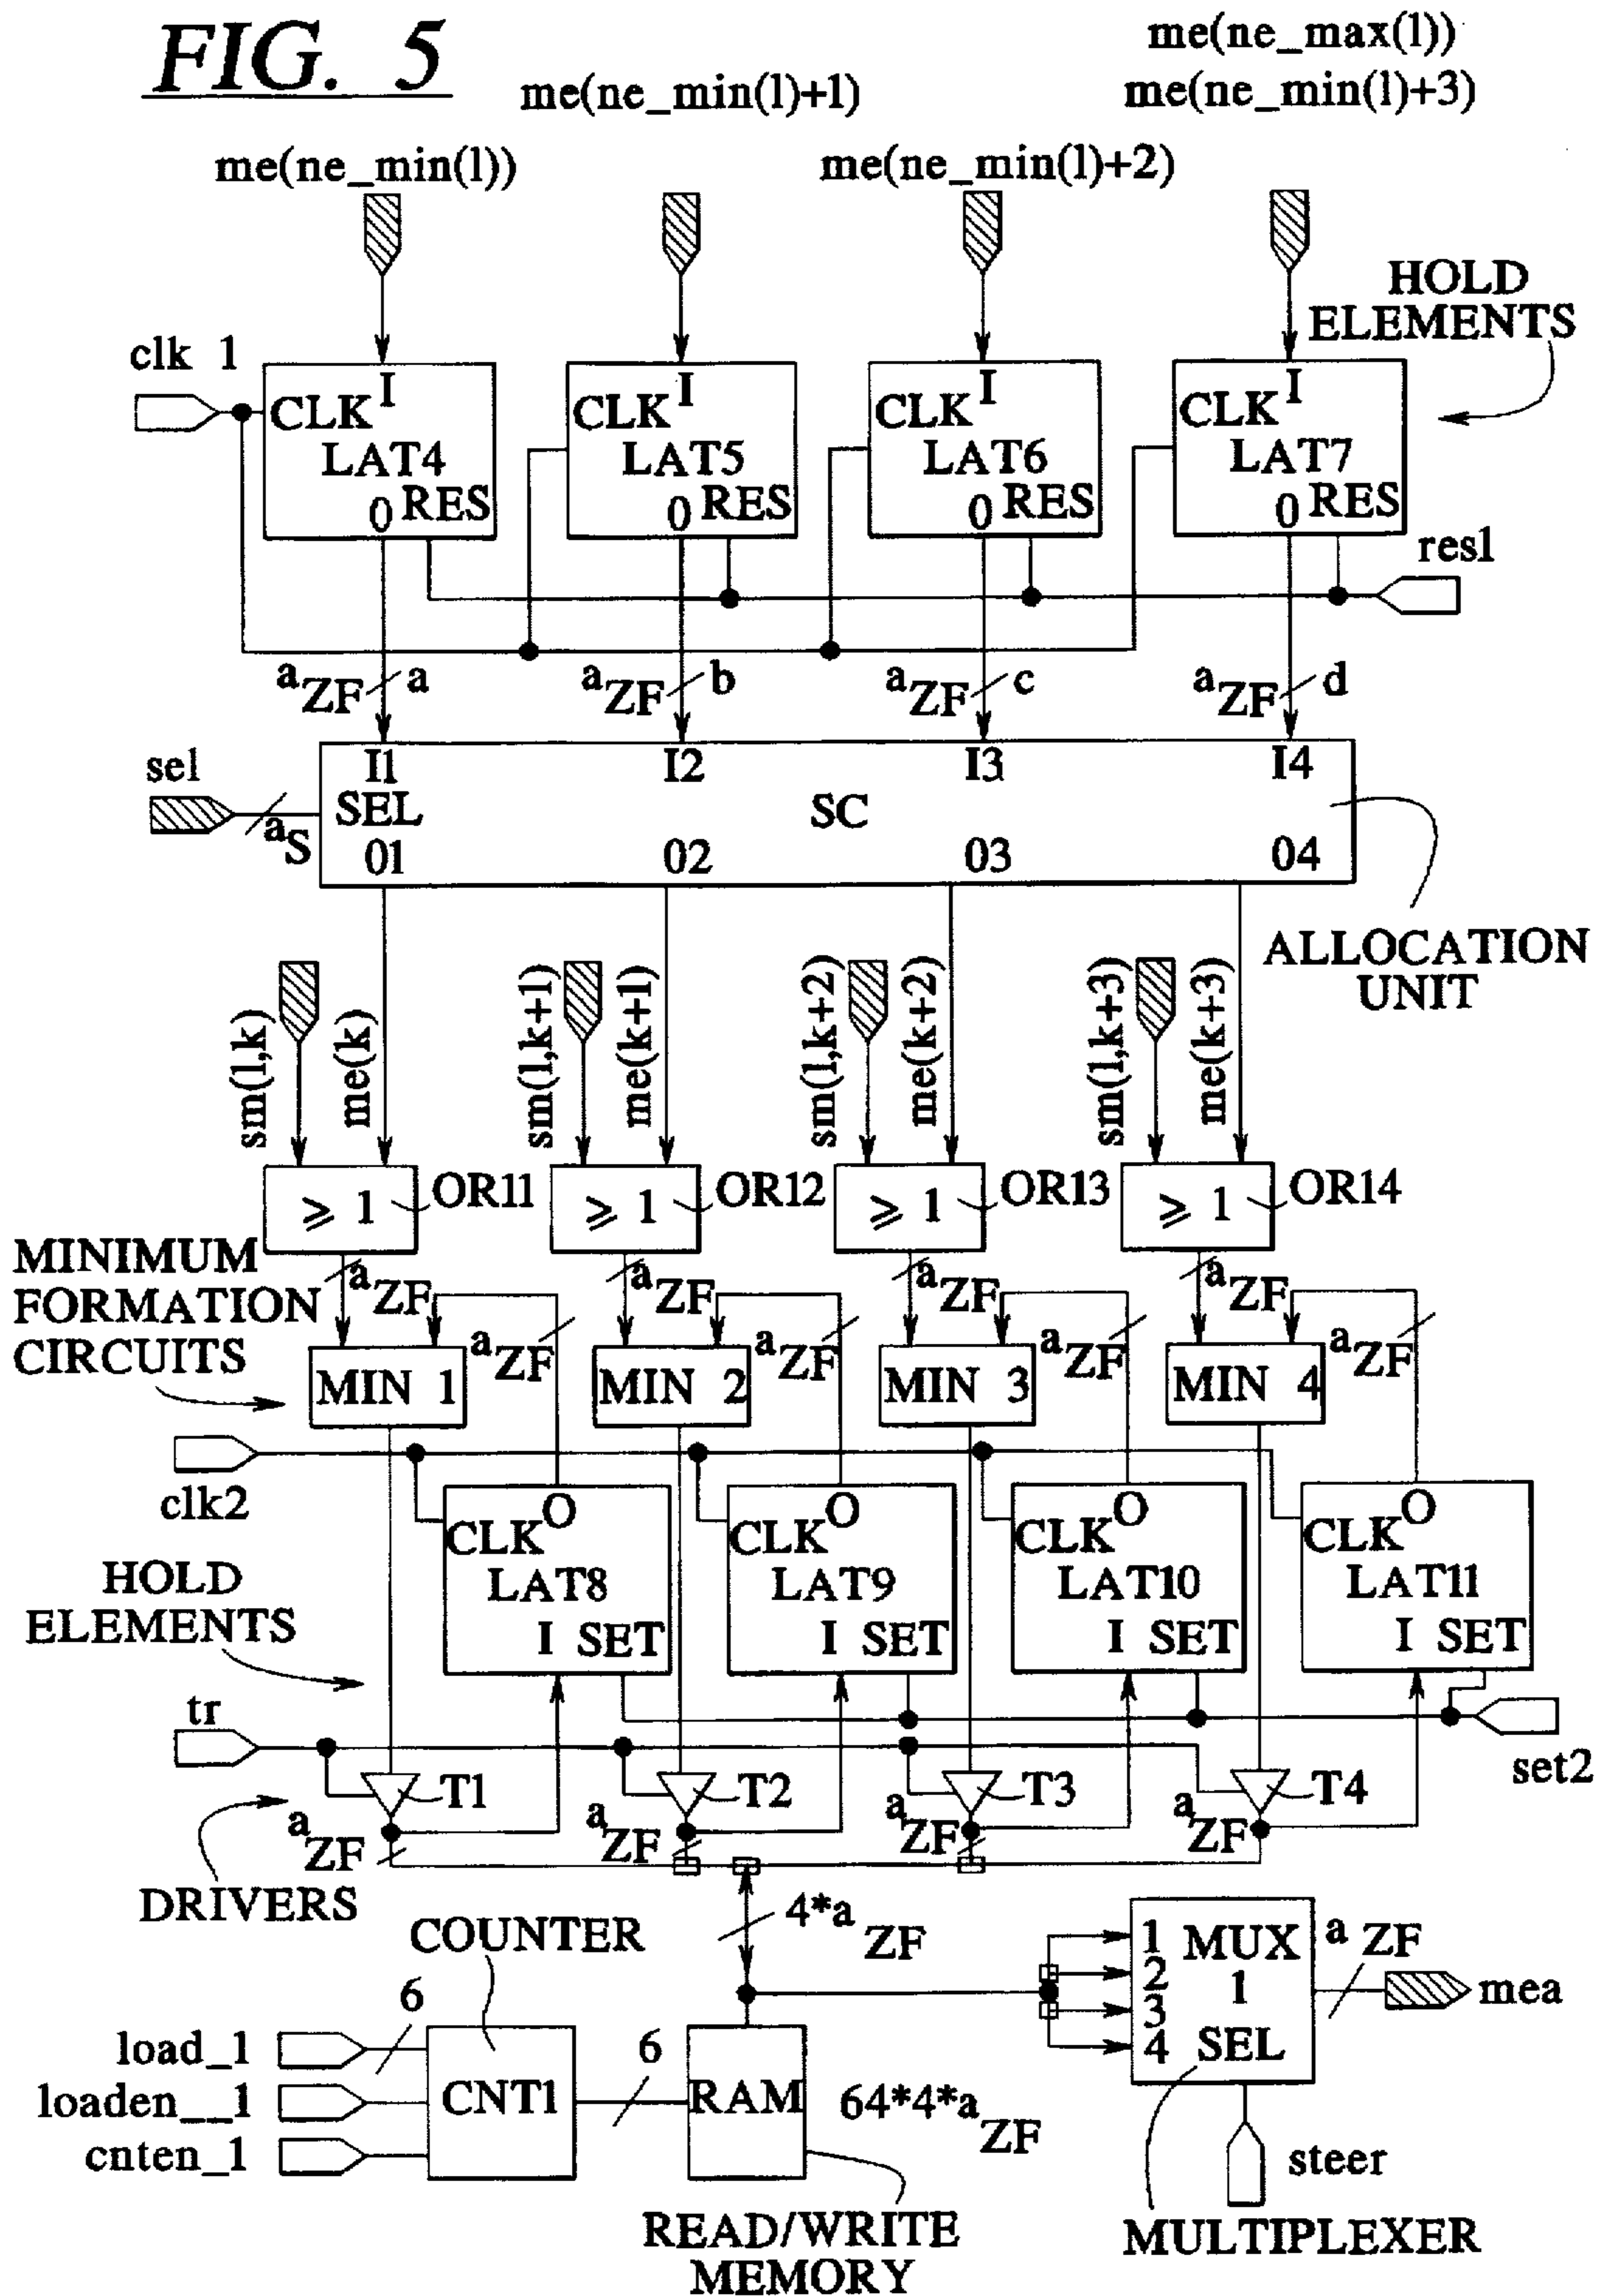 FIG. 5
me(ne_max(l))
me(ne_min(l)+1)
me(ne_min(l)+3)
me(ne_min(l))
me(ne_min(l)+2)
HOLD
ELEMENTS
clk 1
I
CLK
LAT4
0 RES
I
CLK
LAT5
0 RES
I
CLK
LAT6
0 RES
I
CLK
LAT7
0 RES
res1
aZF a
aZF b
aZF c
aZF d
sel
aS
I1
I2
I3
I4
SEL
SC
01
02
03
04
ALLOCATION
UNIT
sm(l,k)
me(k)
sm(l,k+1)
me(k+1)
sm(l,k+2)
me(k+2)
sm(l,k+3)
me(k+3)
≥ 1
OR11
≥ 1
OR12
≥ 1
OR13
≥ 1
OR14
MINIMUM
FORMATION
CIRCUITS
aZF
aZF
aZF
aZF
aZF
aZF
aZF
aZF
MIN 1
MIN 2
MIN 3
MIN 4
clk2
O
CLK
LAT8
I SET
O
CLK
LAT9
I SET
O
CLK
LAT10
I SET
O
CLK
LAT11
I SET
HOLD
ELEMENTS
tr
set2
T1
T2
T3
T4
aZF
aZF
aZF
aZF
DRIVERS
4*aZF
COUNTER
1
2
3
4
MUX
1
SEL
aZF
mea
6
load_1
loaden__1
cnten_1
CNT1
6
RAM
64*4*aZF
steer
READ/WRITE
MEMORY
MULTIPLEXER